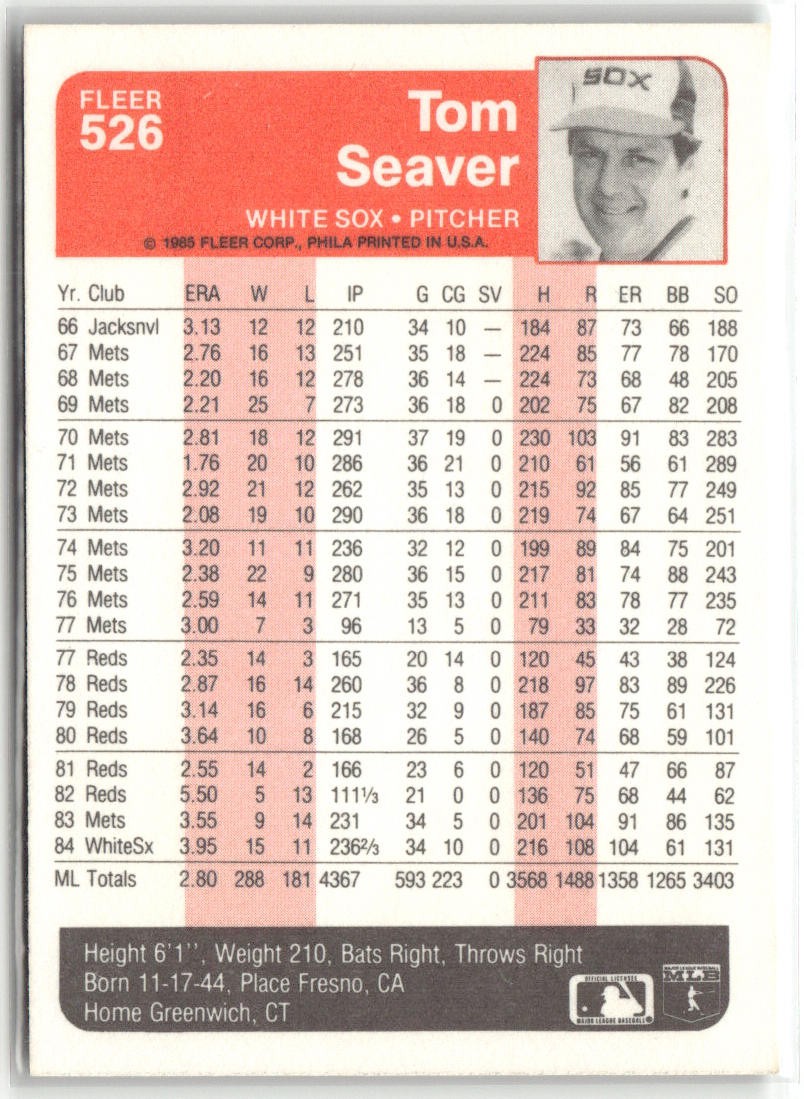 FLEER
526
Tom
Seaver
WHITE SOX • PITCHER
© 1985 FLEER CORP., PHILA PRINTED IN U.S.A.
SOX
Yr. Club ERA W L IP G CG SV H R ER BB SO
66 Jacksnvl 3.13 12 12 210 34 10 — 184 87 73 66 188
67 Mets 2.76 16 13 251 35 18 — 224 85 77 78 170
68 Mets 2.20 16 12 278 36 14 — 224 73 68 48 205
69 Mets 2.21 25 7 273 36 18 0 202 75 67 82 208
70 Mets 2.81 18 12 291 37 19 0 230 103 91 83 283
71 Mets 1.76 20 10 286 36 21 0 210 61 56 61 289
72 Mets 2.92 21 12 262 35 13 0 215 92 85 77 249
73 Mets 2.08 19 10 290 36 18 0 219 74 67 64 251
74 Mets 3.20 11 11 236 32 12 0 199 89 84 75 201
75 Mets 2.38 22 9 280 36 15 0 217 81 74 88 243
76 Mets 2.59 14 11 271 35 13 0 211 83 78 77 235
77 Mets 3.00 7 3 96 13 5 0 79 33 32 28 72
77 Reds 2.35 14 3 165 20 14 0 120 45 43 38 124
78 Reds 2.87 16 14 260 36 8 0 218 97 83 89 226
79 Reds 3.14 16 6 215 32 9 0 187 85 75 61 131
80 Reds 3.64 10 8 168 26 5 0 140 74 68 59 101
81 Reds 2.55 14 2 166 23 6 0 120 51 47 66 87
82 Reds 5.50 5 13 111⅓ 21 0 0 136 75 68 44 62
83 Mets 3.55 9 14 231 34 5 0 201 104 91 86 135
84 WhiteSx 3.95 15 11 236⅔ 34 10 0 216 108 104 61 131
ML Totals 2.80 288 181 4367 593 223 0 3568 1488 1358 1265 3403
Height 6'1'', Weight 210, Bats Right, Throws Right
Born 11-17-44, Place Fresno, CA
Home Greenwich, CT
OFFICIAL LICENSEE
MAJOR LEAGUE BASEBALL
MAJOR LEAGUE BASEBALL
MLB